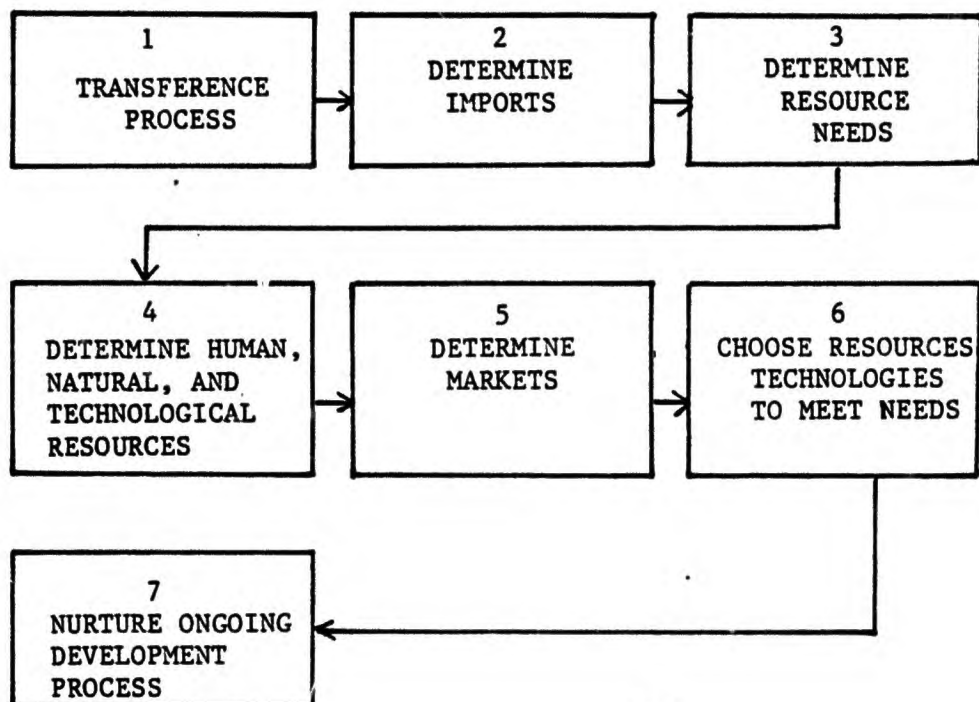 1
TRANSFERENCE
PROCESS
2
DETERMINE
IMPORTS
3
DETERMINE
RESOURCE
NEEDS
4
DETERMINE HUMAN,
NATURAL, AND
TECHNOLOGICAL
RESOURCES
5
DETERMINE
MARKETS
6
CHOOSE RESOURCES
TECHNOLOGIES
TO MEET NEEDS
7
NURTURE ONGOING
DEVELOPMENT
PROCESS